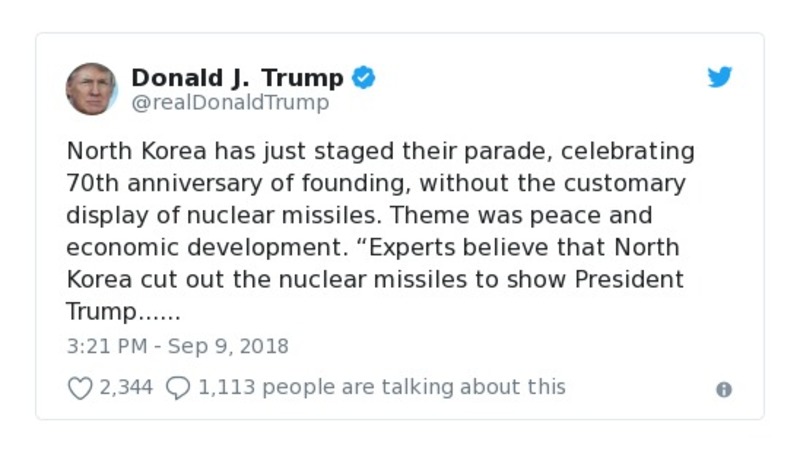 Donald J. Trump
@realDonaldTrump
North Korea has just staged their parade, celebrating
70th anniversary of founding, without the customary
display of nuclear missiles. Theme was peace and
economic development. “Experts believe that North
Korea cut out the nuclear missiles to show President
Trump......
3:21 PM - Sep 9, 2018
2,344 1,113 people are talking about this